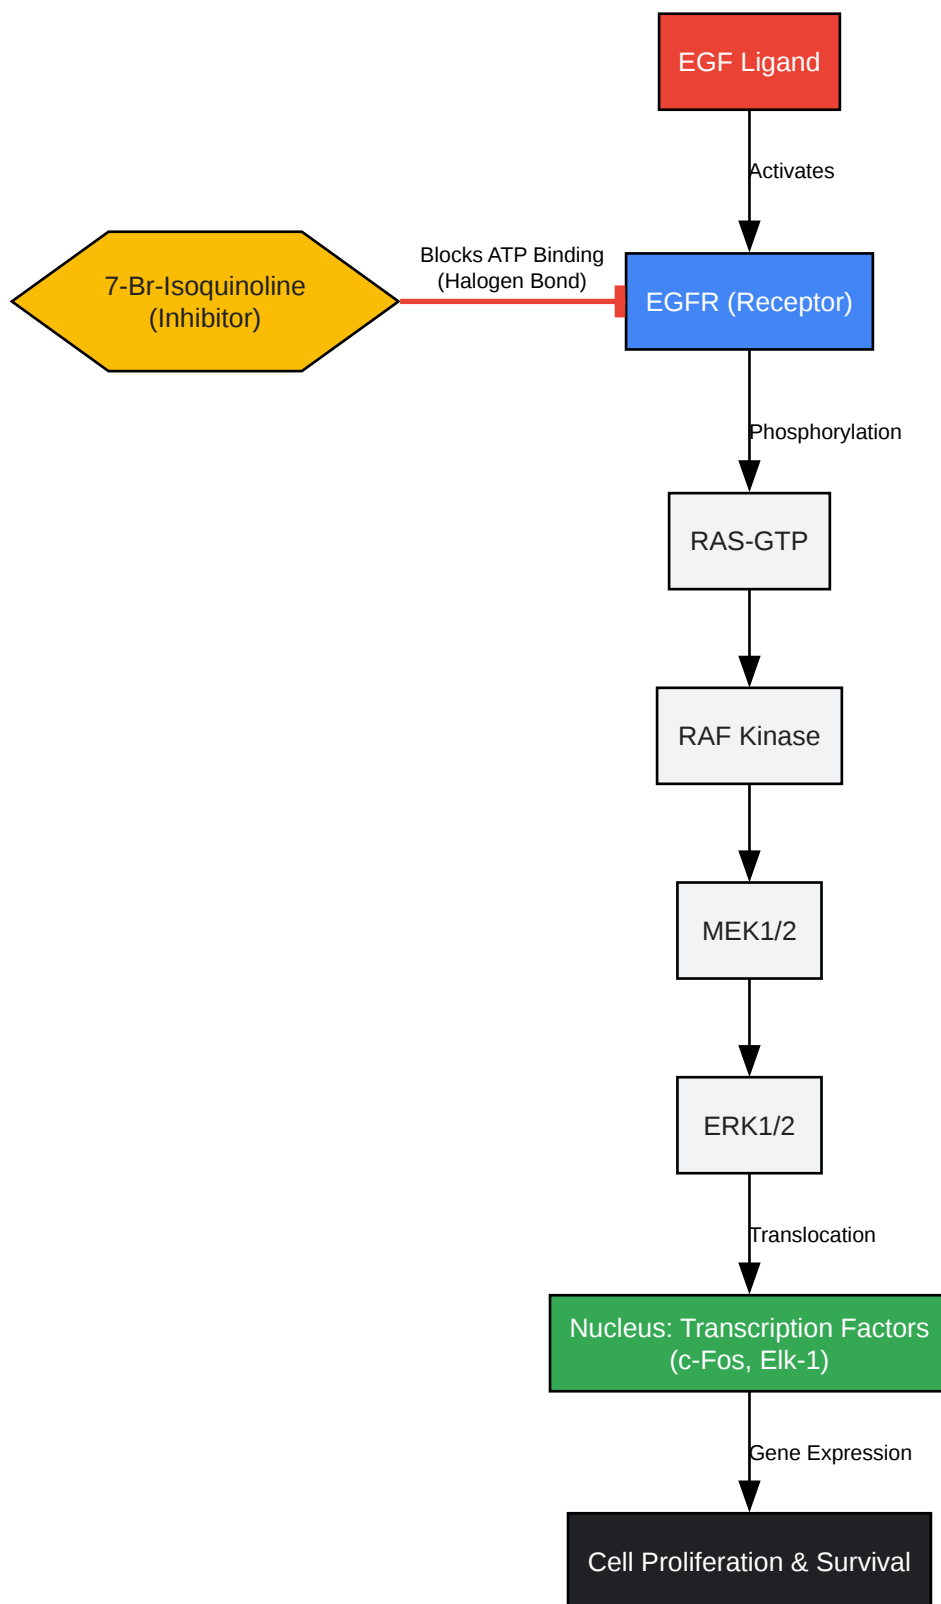 EGF Ligand
Activates
7-Br-Isoquinoline
(Inhibitor)
Blocks ATP Binding
(Halogen Bond)
EGFR (Receptor)
Phosphorylation
RAS-GTP
RAF Kinase
MEK1/2
ERK1/2
Translocation
Nucleus: Transcription Factors
(c-Fos, Elk-1)
Gene Expression
Cell Proliferation & Survival